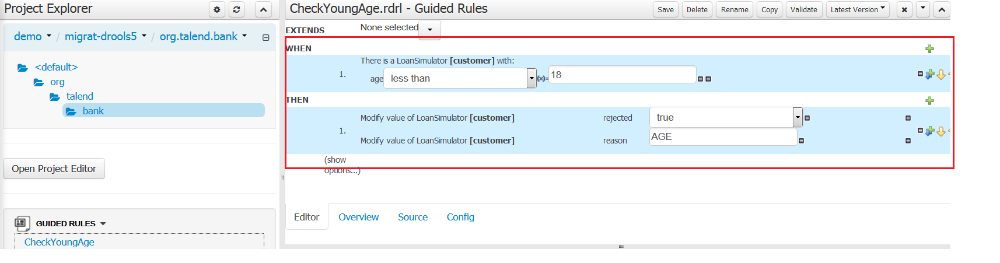 Project Explorer
demo / migrat-drools5 / org.talend.bank
<default>
org
talend
bank
Open Project Editor
GUIDED RULES
CheckYoungAge
CheckYoungAge.rdrl - Guided Rules
Save Delete Rename Copy Validate Latest Version
EXTENDS None selected
WHEN
There is a LoanSimulator [customer] with:
1. age less than (x)= 18
THEN
Modify value of LoanSimulator [customer] rejected true
1.
Modify value of LoanSimulator [customer] reason AGE
(show
options...)
Editor Overview Source Config